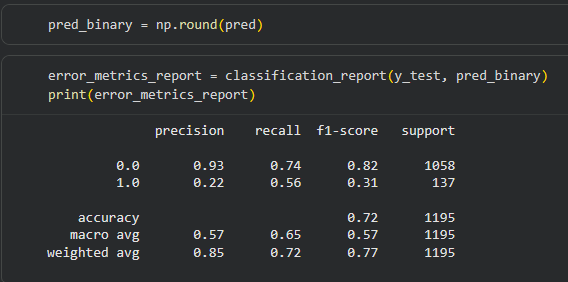 pred_binary = np.round(pred)
error_metrics_report = classification_report(y_test, pred_binary)
print(error_metrics_report)
precision recall f1-score support
0.0 0.93 0.74 0.82 1058
1.0 0.22 0.56 0.31 137
accuracy 0.72 1195
macro avg 0.57 0.65 0.57 1195
weighted avg 0.85 0.72 0.77 1195